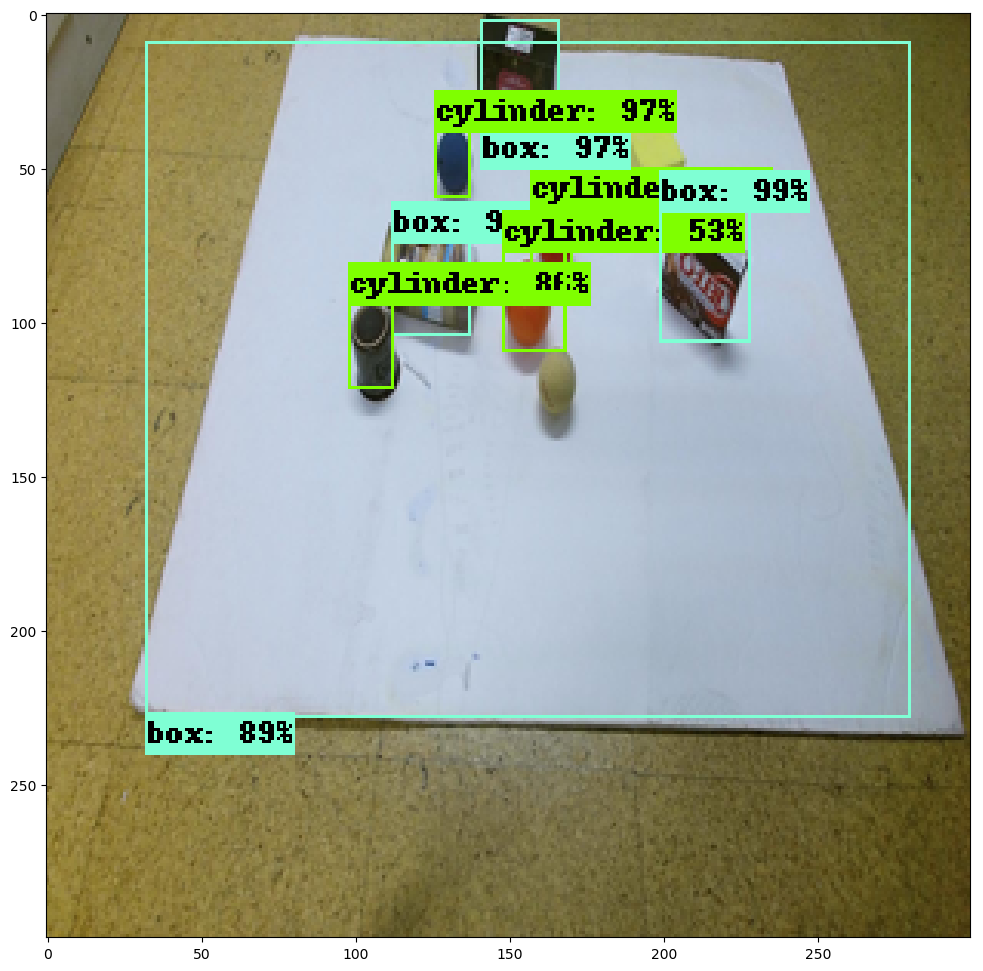 0
cylinder: 97%
box: 97%
50
cylinde
box: 99%
box: 9
cylinder: 53%
cylinder:
100
150
200
box: 89%
250
0 50 100 150 200 250